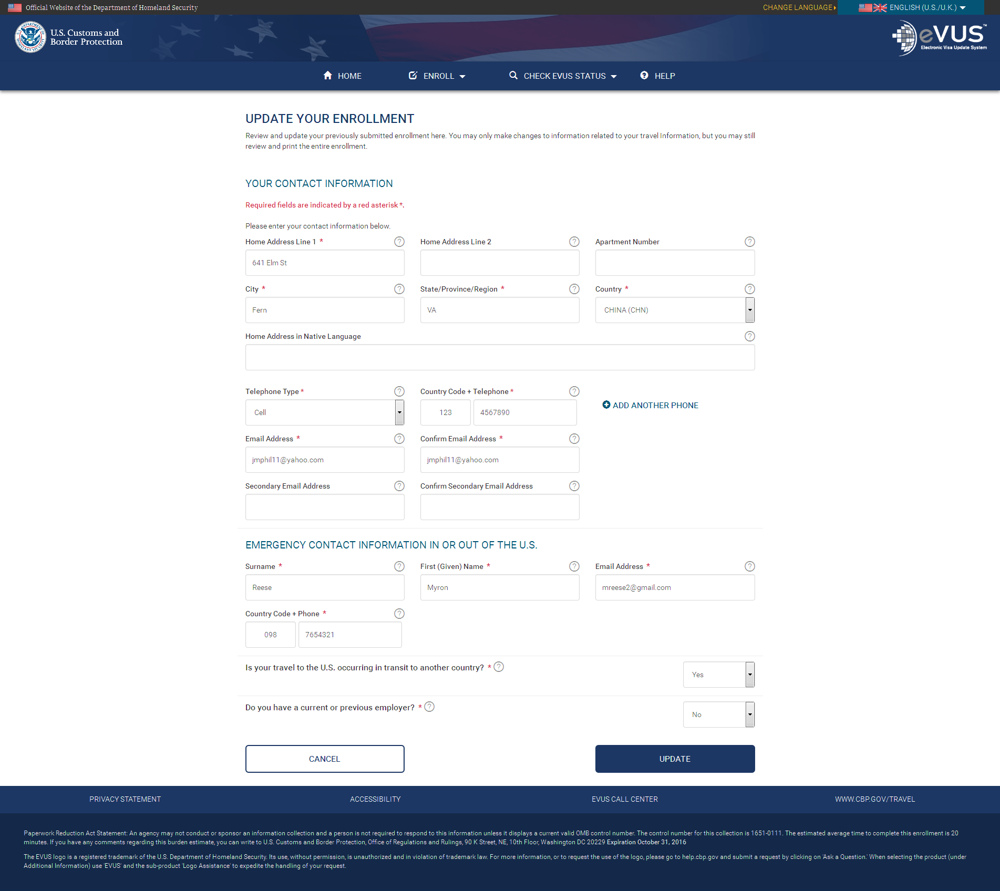 Official Website of the Department of Homeland Security
CHANGE LANGUAGE
ENGLISH (U.S./U.K.)
U.S. Customs and
Border Protection
eVUS™
Electronic Visa Update System
HOME
ENROLL
CHECK EVUS STATUS
HELP
UPDATE YOUR ENROLLMENT
Review and update your previously submitted enrollment here. You may only make changes to information related to your travel Information, but you may still
review and print the entire enrollment.
YOUR CONTACT INFORMATION
Required fields are indicated by a red asterisk *.
Please enter your contact information below.
Home Address Line 1 * ? Home Address Line 2 ? Apartment Number ?
641 Elm St
City * ? State/Province/Region * ? Country * ?
Fern VA CHINA (CHN)
Home Address in Native Language ?
Telephone Type * ? Country Code + Telephone * ?
Cell 123 4567890 ADD ANOTHER PHONE
Email Address * ? Confirm Email Address * ?
jmphil11@yahoo.com jmphil11@yahoo.com
Secondary Email Address ? Confirm Secondary Email Address ?
EMERGENCY CONTACT INFORMATION IN OR OUT OF THE U.S.
Surname * ? First (Given) Name * ? Email Address * ?
Reese Myron mreese2@gmail.com
Country Code + Phone * ?
098 7654321
Is your travel to the U.S. occurring in transit to another country? * ? Yes
Do you have a current or previous employer? * ? No
CANCEL UPDATE
PRIVACY STATEMENT ACCESSIBILITY EVUS CALL CENTER WWW.CBP.GOV/TRAVEL
Paperwork Reduction Act Statement: An agency may not conduct or sponsor an information collection and a person is not required to respond to this information unless it displays a current valid OMB control number. The control number for this collection is 1651-0111. The estimated average time to complete this enrollment is 20
minutes. If you have any comments regarding this burden estimate, you can write to U.S. Customs and Border Protection, Office of Regulations and Rulings, 90 K Street, NE, 10th Floor, Washington DC 20229 Expiration October 31, 2016
The EVUS logo is a registered trademark of the U.S. Department of Homeland Security. Its use, without permission, is unauthorized and in violation of trademark law. For more information, or to request the use of the logo, please go to help.cbp.gov and submit a request by clicking on 'Ask a Question.' When selecting the product (under
Additional Information) use 'EVUS' and the sub-product 'Logo Assistance' to expedite the handling of your request.